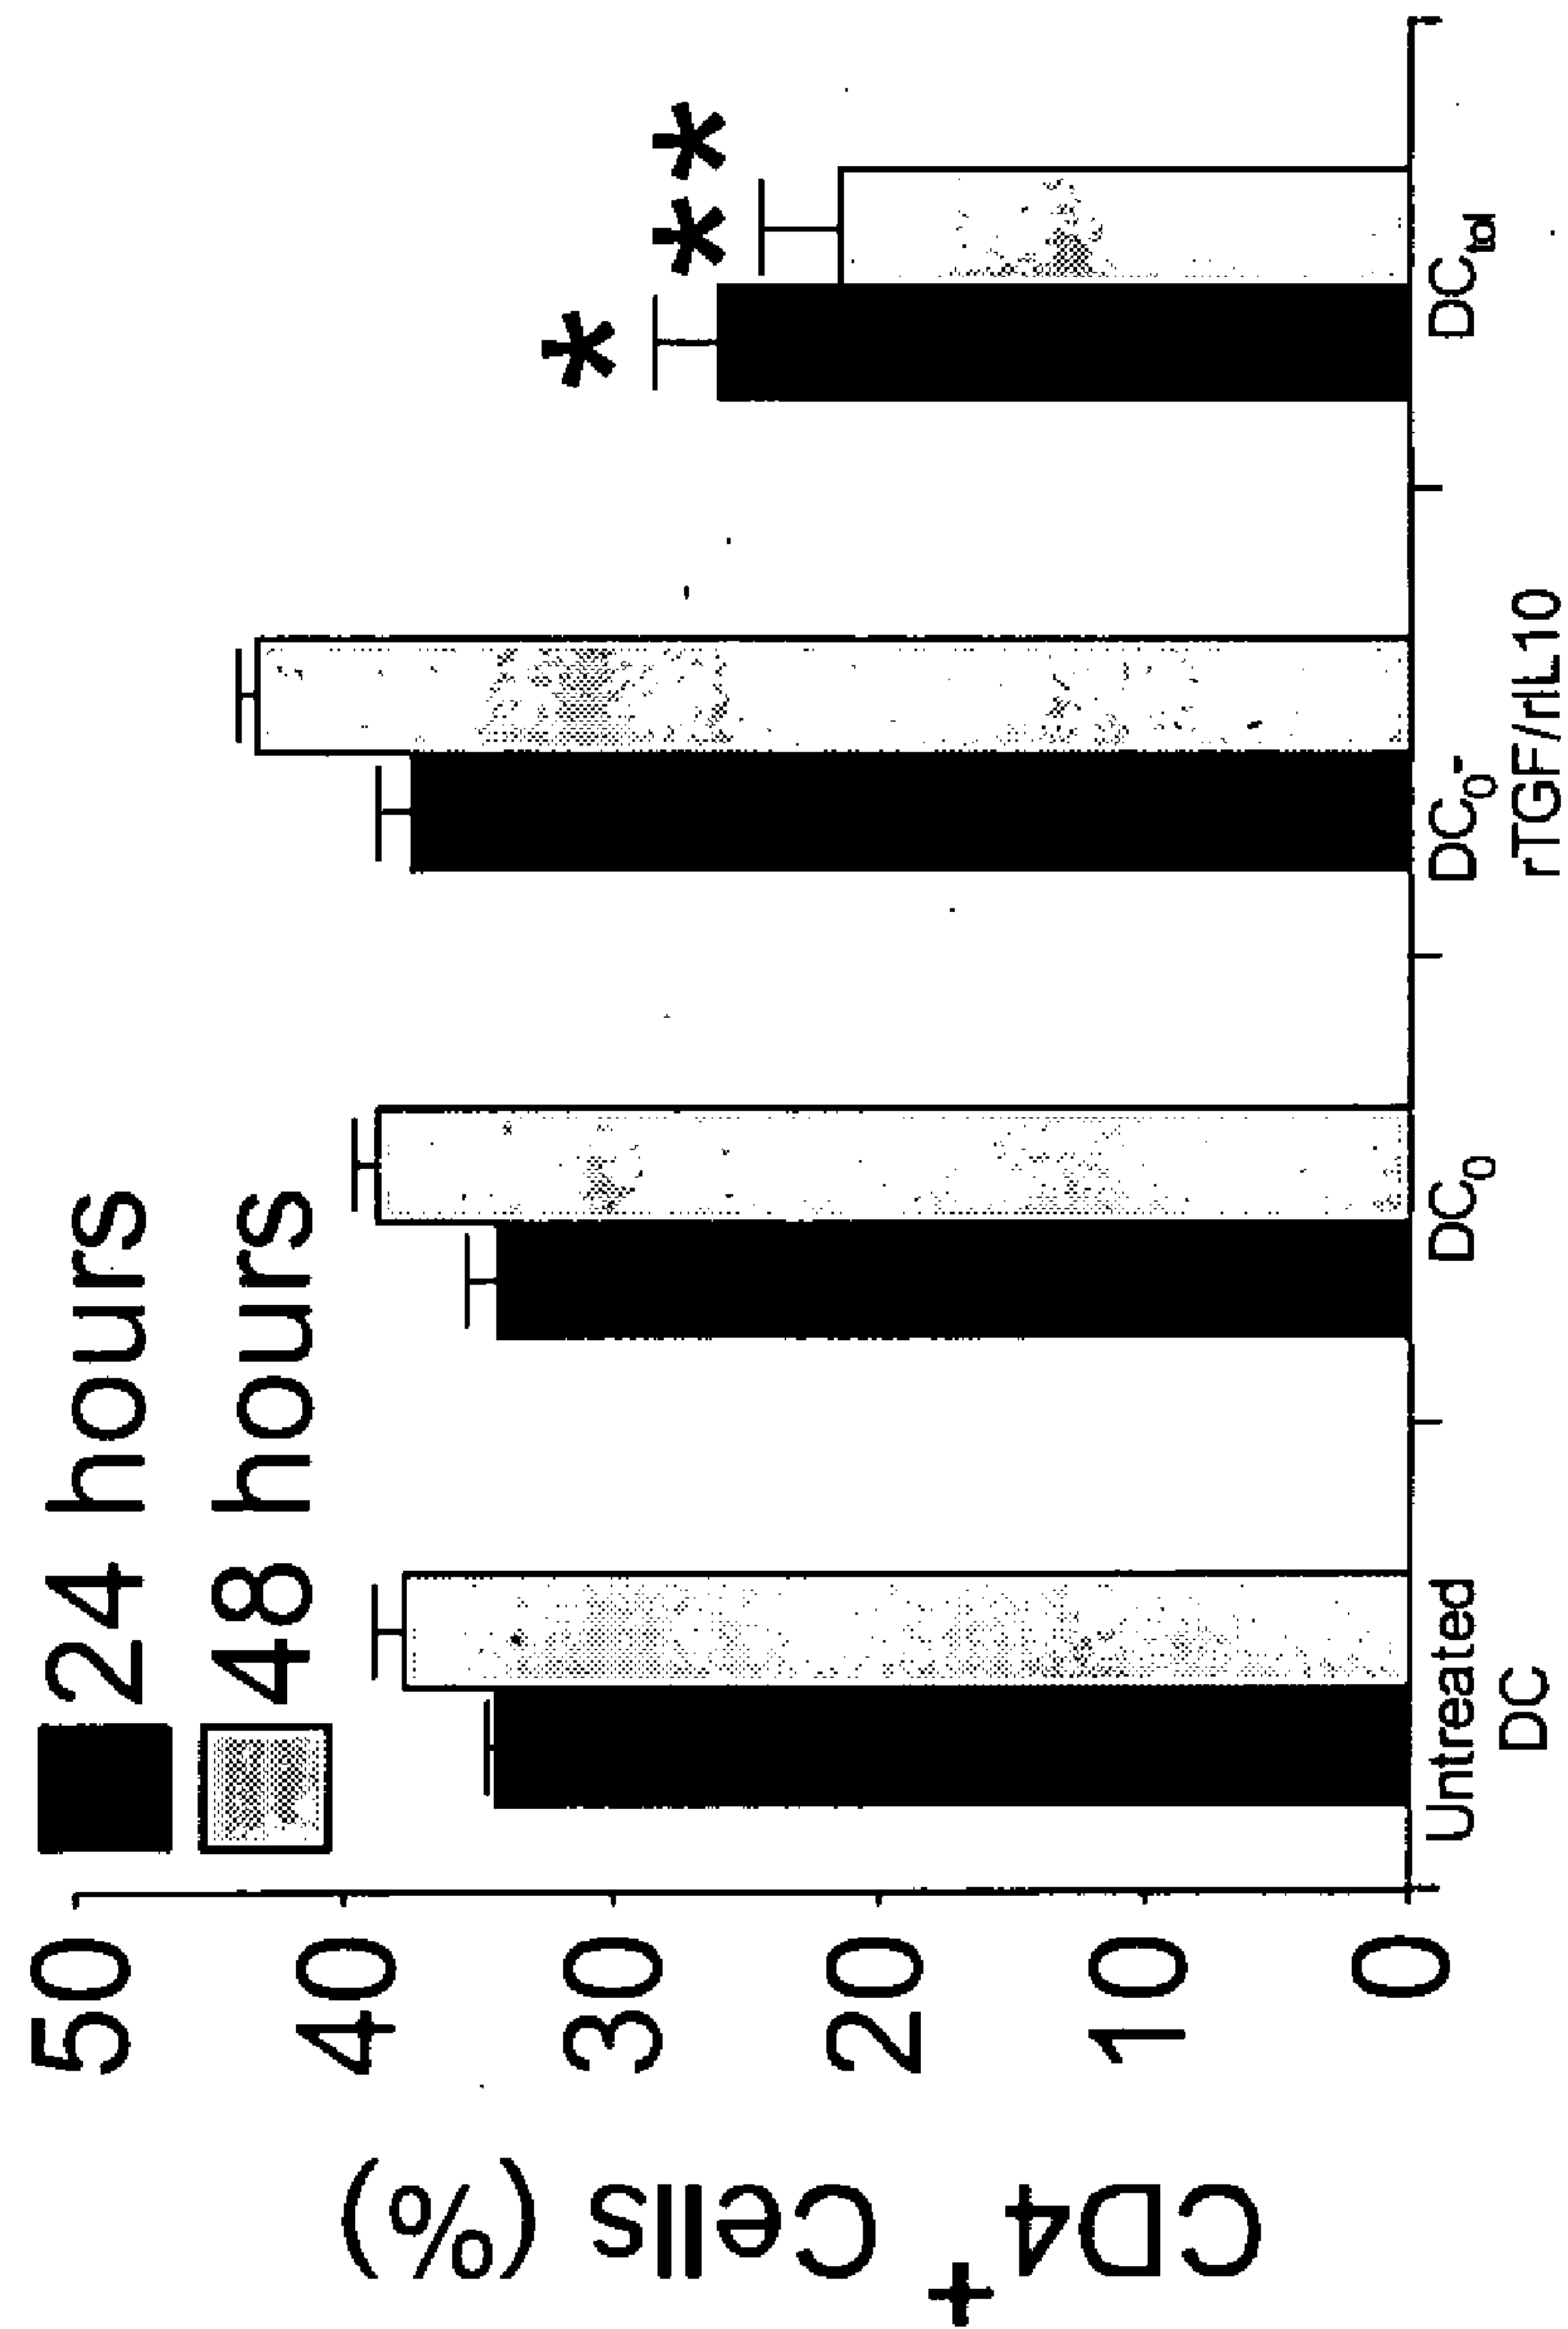 24 hours
48 hours
CD4+ Cells (%)
50
40
30
20
10
0
* **
Untreated
DC
DC0
DC0-
rTGF/rIL10
DCtol